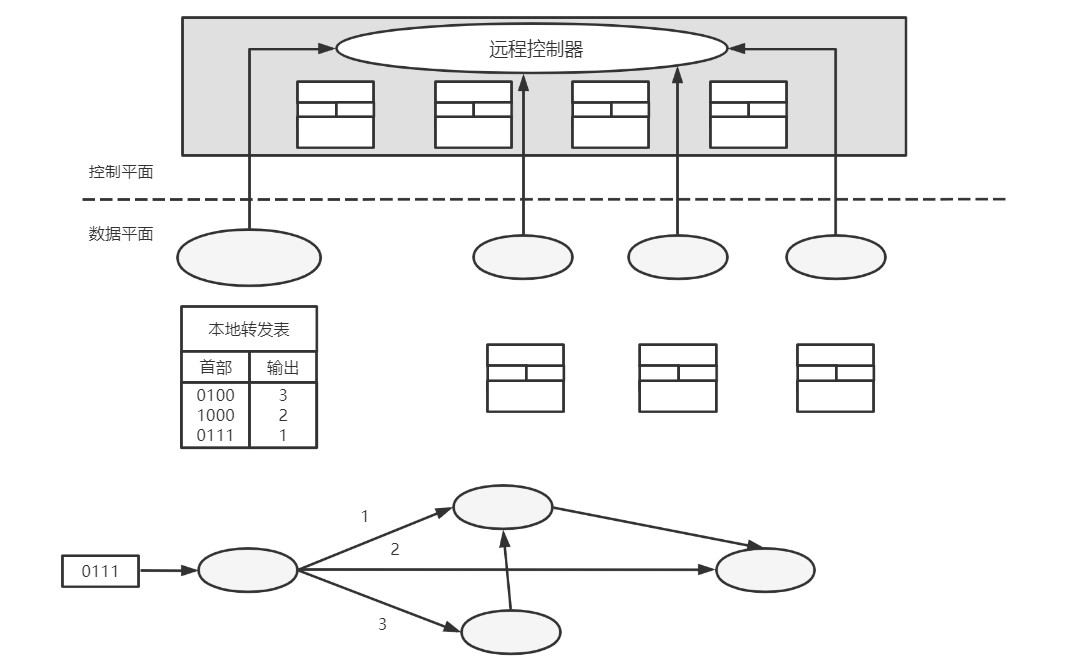 远程控制器
控制平面
数据平面
本地转发表
首部 输出
0100 3
1000 2
0111 1
1
2
0111
3